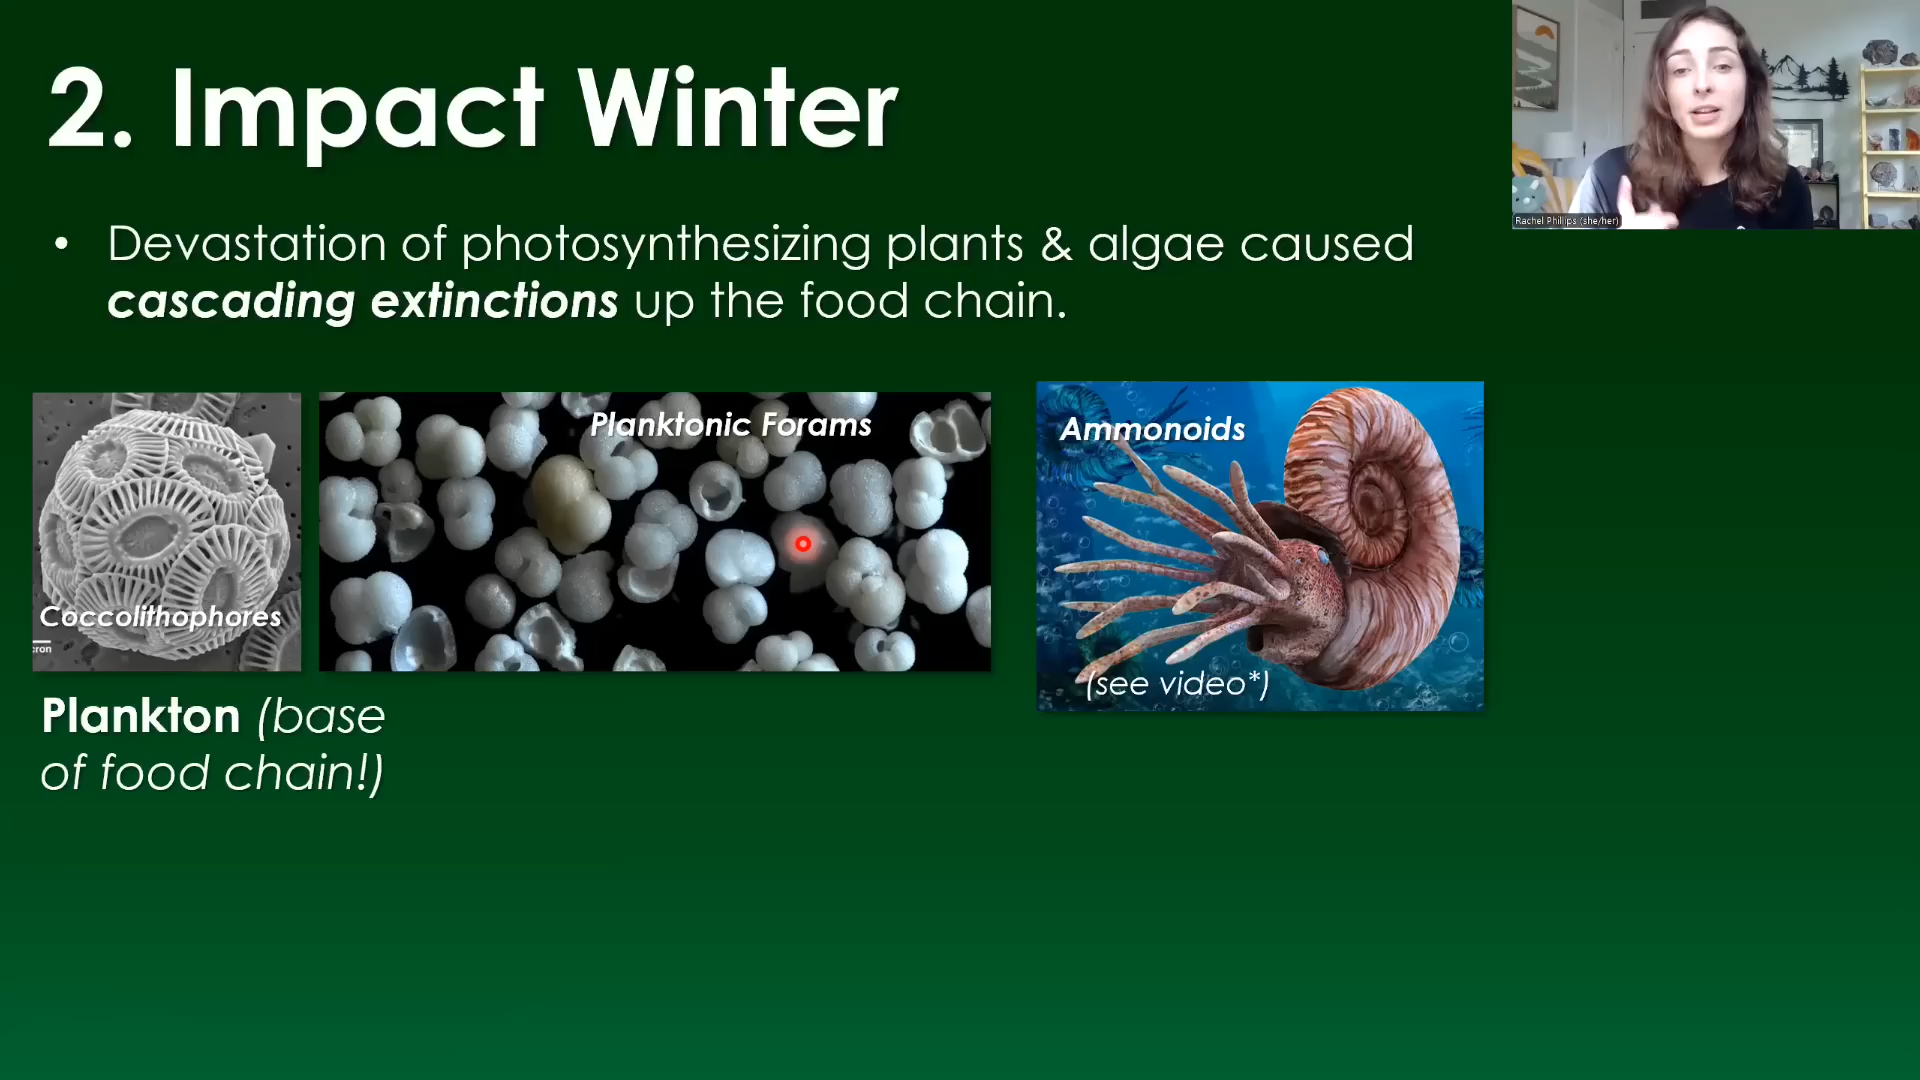 2. Impact Winter
Rachel Phillips (she/her)
• Devastation of photosynthesizing plants & algae caused
cascading extinctions up the food chain.
Planktonic Forams
Ammonoids
Coccolithophores
cron
(see video*)
Plankton (base
of food chain!)